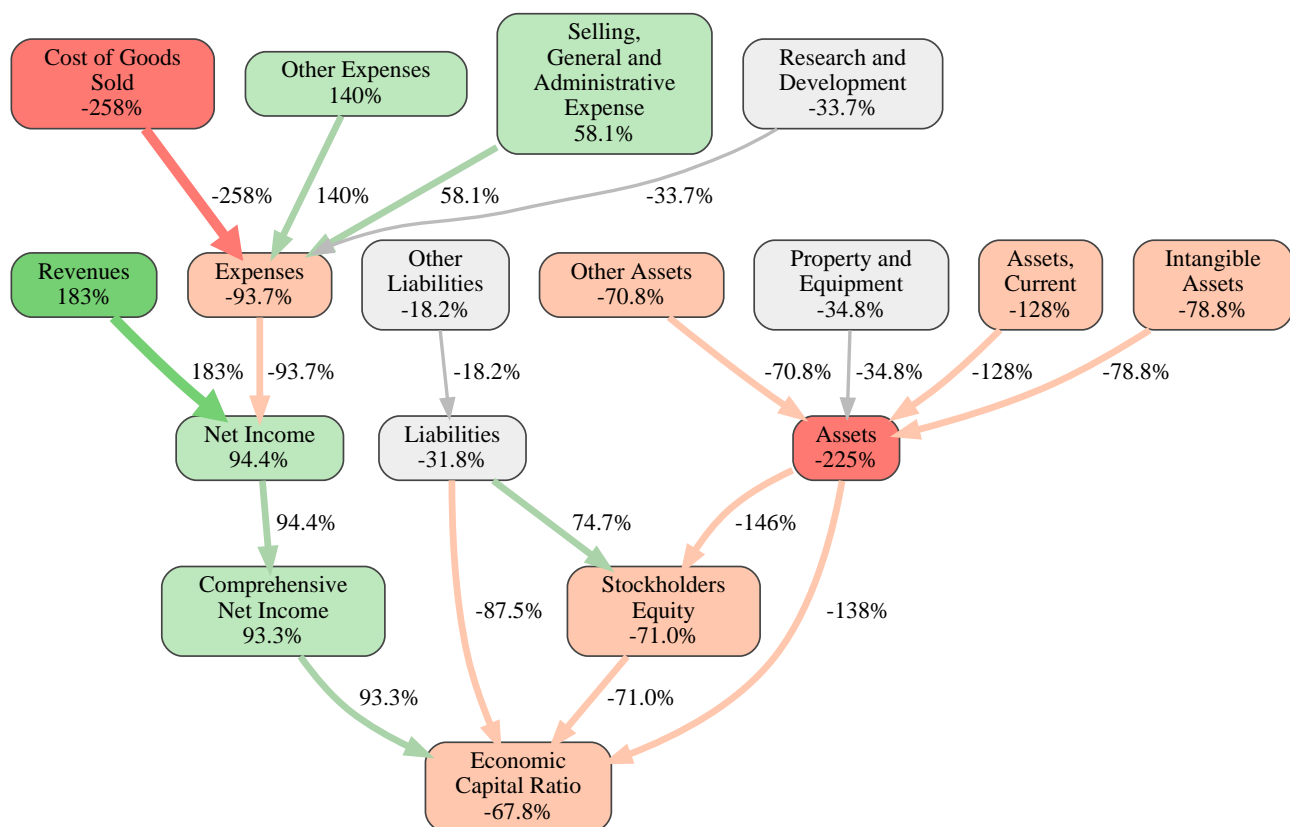 Cost of Goods
Sold
-258%
Other Expenses
140%
Selling,
General and
Administrative
Expense
58.1%
Research and
Development
-33.7%
-258%
140%
58.1%
-33.7%
Revenues
183%
Expenses
-93.7%
Other
Liabilities
-18.2%
Other Assets
-70.8%
Property and
Equipment
-34.8%
Assets,
Current
-128%
Intangible
Assets
-78.8%
183%
-93.7%
-18.2%
-70.8%
-34.8%
-128%
-78.8%
Net Income
94.4%
Liabilities
-31.8%
Assets
-225%
94.4%
74.7%
-146%
Comprehensive
Net Income
93.3%
-87.5%
Stockholders
Equity
-71.0%
-138%
93.3%
-71.0%
Economic
Capital Ratio
-67.8%